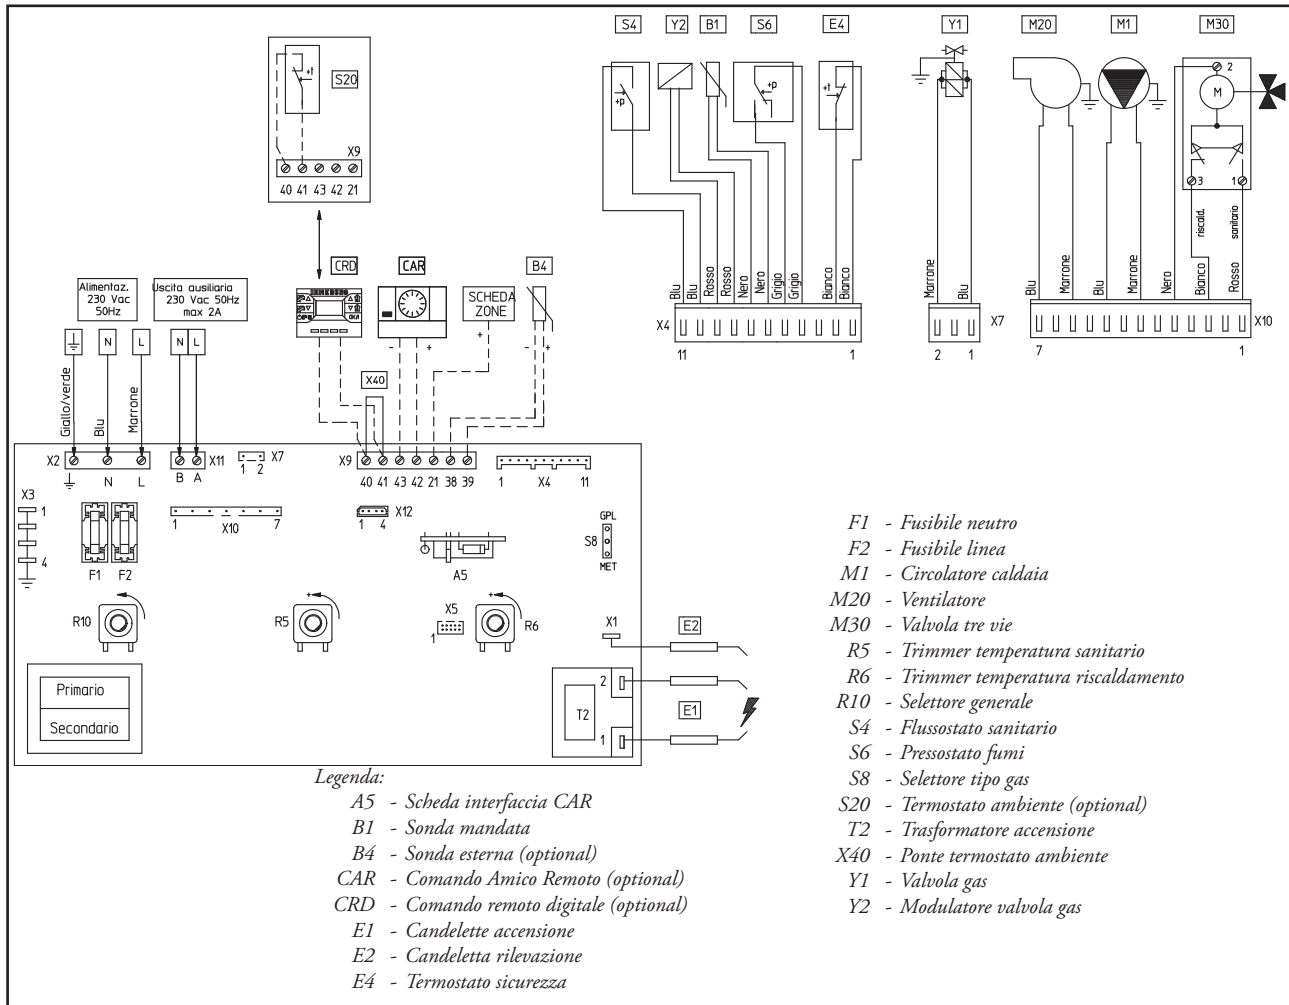 S4 Y2 B1 S6 E4 Y1 M20 M1 M30
S20
+t
X9
40 41 43 42 21
+p
+p
+t
M
2
3
1
riscald.
sanitario
Blu
Blu
Rosso
Rosso
Nero
Nero
Grigio
Grigio
Bianco
Bianco
Marrone
Blu
Blu
Marrone
Blu
Marrone
Nero
Bianco
Rosso
X4
11 1
X7
2 1
X10
7 1
CRD CAR B4
IMMERGAS
Alimentaz.
230 Vac
50Hz
Uscita ausiliaria
230 Vac 50Hz
max 2A
SCHEDA
ZONE
N L N L
- + + - +
X40
Giallo/verde
Blu
Marrone
X2
N L
B A
X11
X7
1 2
X9
40 41 43 42 21 38 39
1 X4 11
X3
1
4
1 X10 7
X12
1 4
F1 F2
A5
GPL
S8
MET
R10
R5
+
X5
1
+
R6
X1
E2
E1
T2
2
1
Primario
Secondario
Legenda:
A5 - Scheda interfaccia CAR
B1 - Sonda mandata
B4 - Sonda esterna (optional)
CAR - Comando Amico Remoto (optional)
CRD - Comando remoto digitale (optional)
E1 - Candelette accensione
E2 - Candeletta rilevazione
E4 - Termostato sicurezza
F1 - Fusibile neutro
F2 - Fusibile linea
M1 - Circolatore caldaia
M20 - Ventilatore
M30 - Valvola tre vie
R5 - Trimmer temperatura sanitario
R6 - Trimmer temperatura riscaldamento
R10 - Selettore generale
S4 - Flussostato sanitario
S6 - Pressostato fumi
S8 - Selettore tipo gas
S20 - Termostato ambiente (optional)
T2 - Trasformatore accensione
X40 - Ponte termostato ambiente
Y1 - Valvola gas
Y2 - Modulatore valvola gas